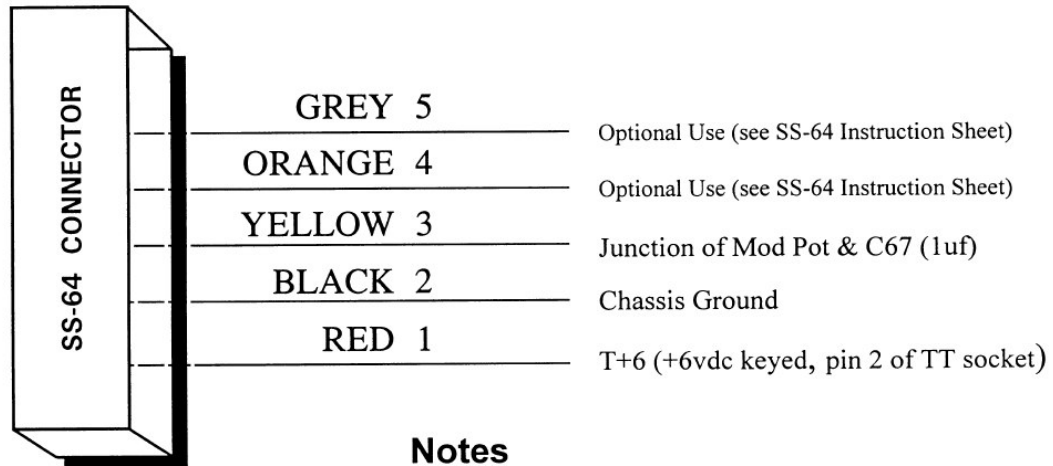 SS-64 CONNECTOR
GREY 5
Optional Use (see SS-64 Instruction Sheet)
ORANGE 4
Optional Use (see SS-64 Instruction Sheet)
YELLOW 3
Junction of Mod Pot & C67 (1uf)
BLACK 2
Chassis Ground
RED 1
T+6 (+6vdc keyed, pin 2 of TT socket)
Notes